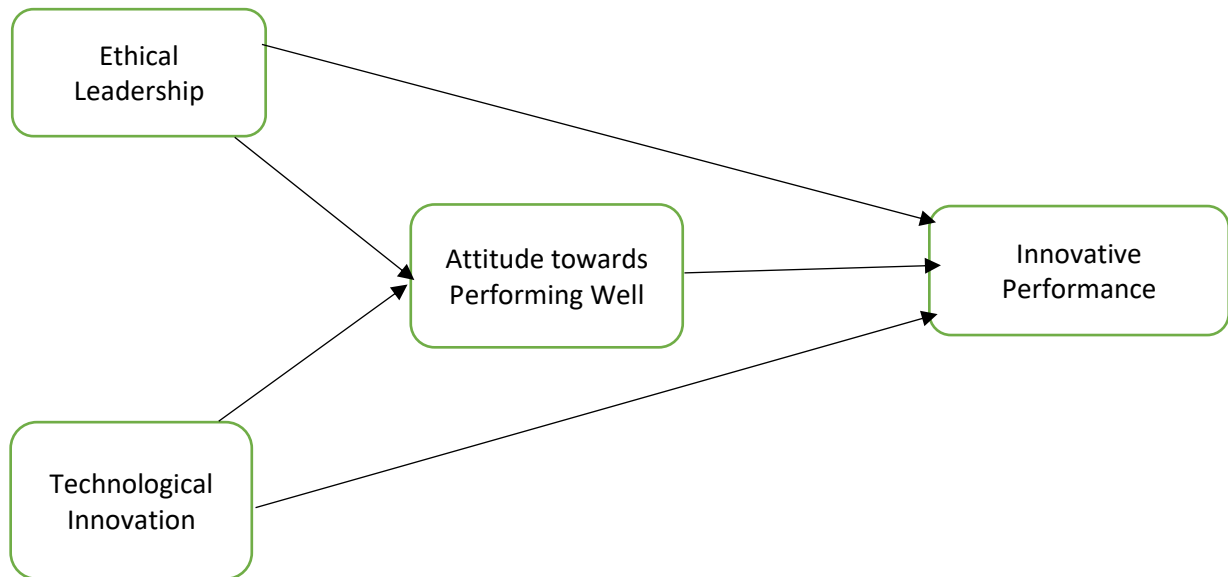 Ethical
Leadership
Attitude towards
Performing Well
Innovative
Performance
Technological
Innovation